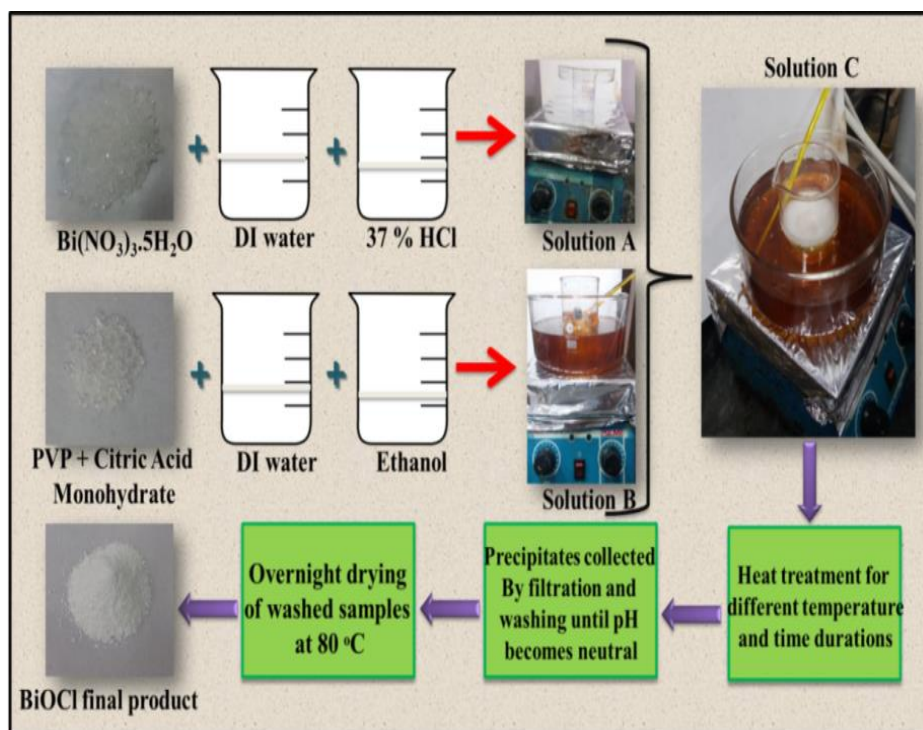 Solution C
Bi(NO₃)₃.5H₂O
DI water
37 % HCl
Solution A
PVP + Citric Acid
Monohydrate
DI water
Ethanol
Solution B
Heat treatment for
different temperature
and time durations
Precipitates collected
By filtration and
washing until pH
becomes neutral
Overnight drying
of washed samples
at 80 ᵒC
BiOCl final product